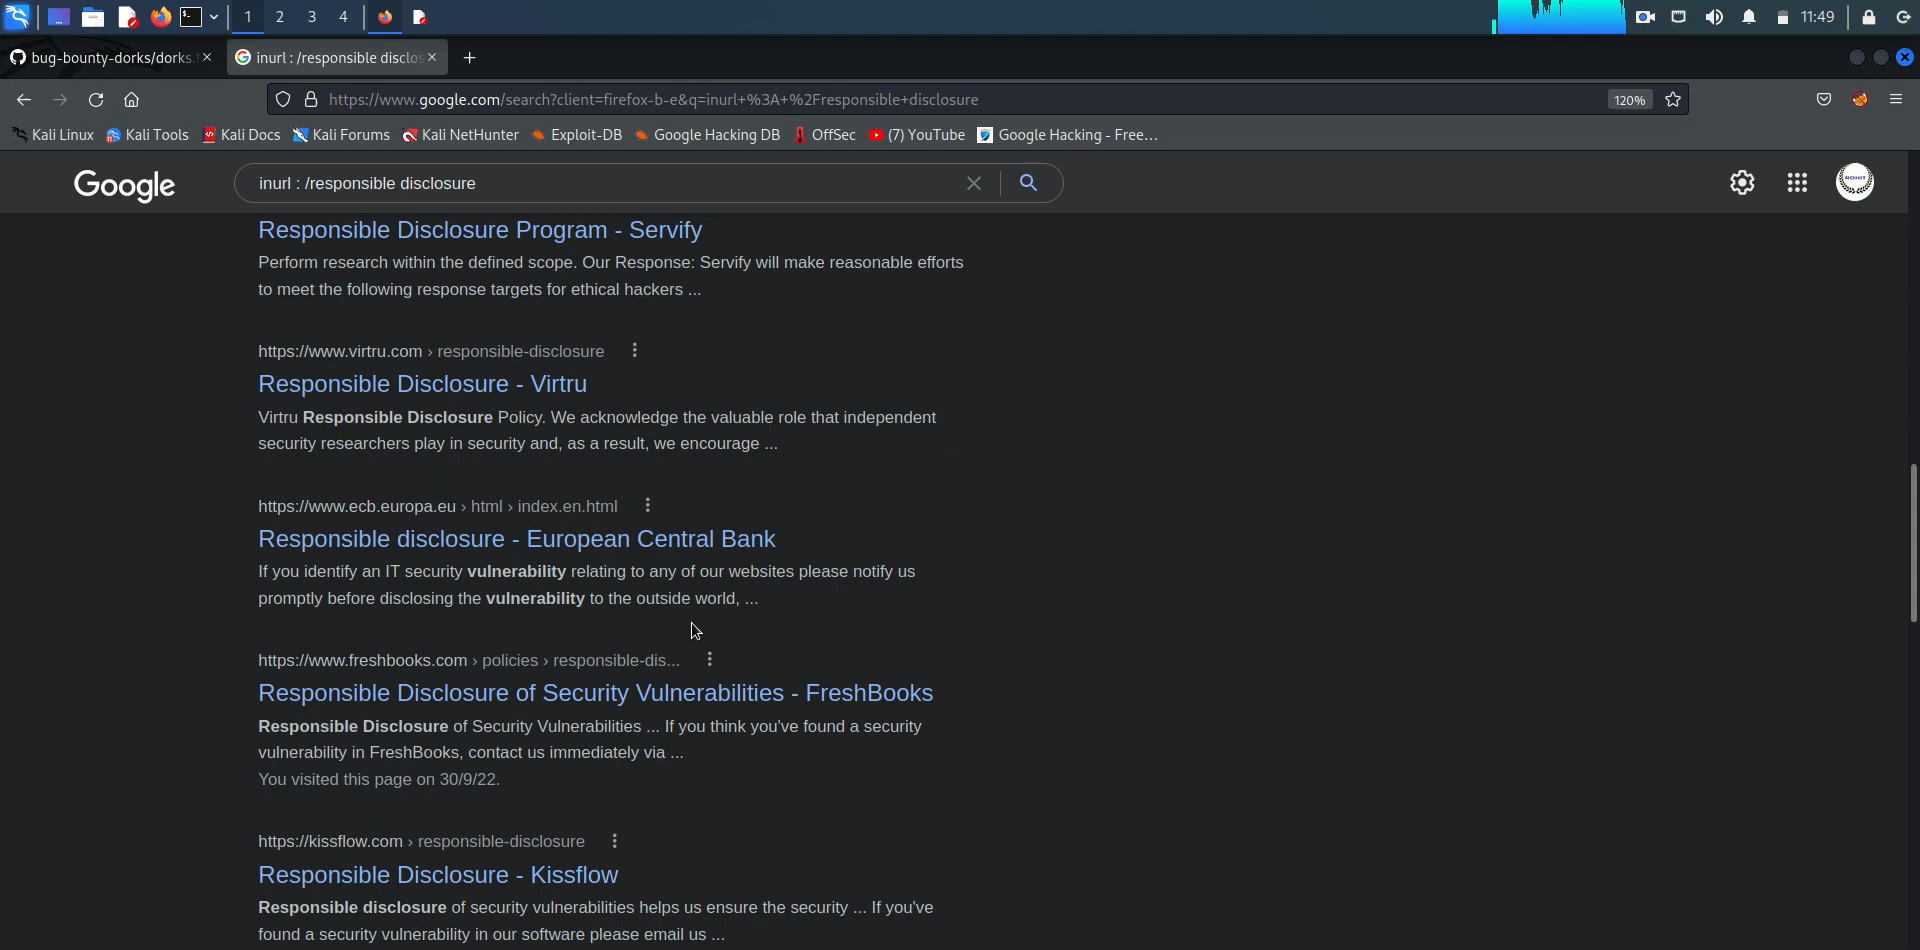 1 2 3 4 11:49
bug-bounty-dorks/dorks.
inurl : /responsible disclos
https://www.google.com/search?client=firefox-b-e&q=inurl+%3A+%2Fresponsible+disclosure 120%
Kali Linux Kali Tools Kali Docs Kali Forums Kali NetHunter Exploit-DB Google Hacking DB OffSec (7) YouTube Google Hacking - Free...
Google inurl : /responsible disclosure
Responsible Disclosure Program - Servify
Perform research within the defined scope. Our Response: Servify will make reasonable efforts
to meet the following response targets for ethical hackers ...
https://www.virtru.com › responsible-disclosure
Responsible Disclosure - Virtru
Virtru Responsible Disclosure Policy. We acknowledge the valuable role that independent
security researchers play in security and, as a result, we encourage ...
https://www.ecb.europa.eu › html › index.en.html
Responsible disclosure - European Central Bank
If you identify an IT security vulnerability relating to any of our websites please notify us
promptly before disclosing the vulnerability to the outside world, ...
https://www.freshbooks.com › policies › responsible-dis...
Responsible Disclosure of Security Vulnerabilities - FreshBooks
Responsible Disclosure of Security Vulnerabilities ... If you think you've found a security
vulnerability in FreshBooks, contact us immediately via ...
You visited this page on 30/9/22.
https://kissflow.com › responsible-disclosure
Responsible Disclosure - Kissflow
Responsible disclosure of security vulnerabilities helps us ensure the security ... If you've
found a security vulnerability in our software please email us ...